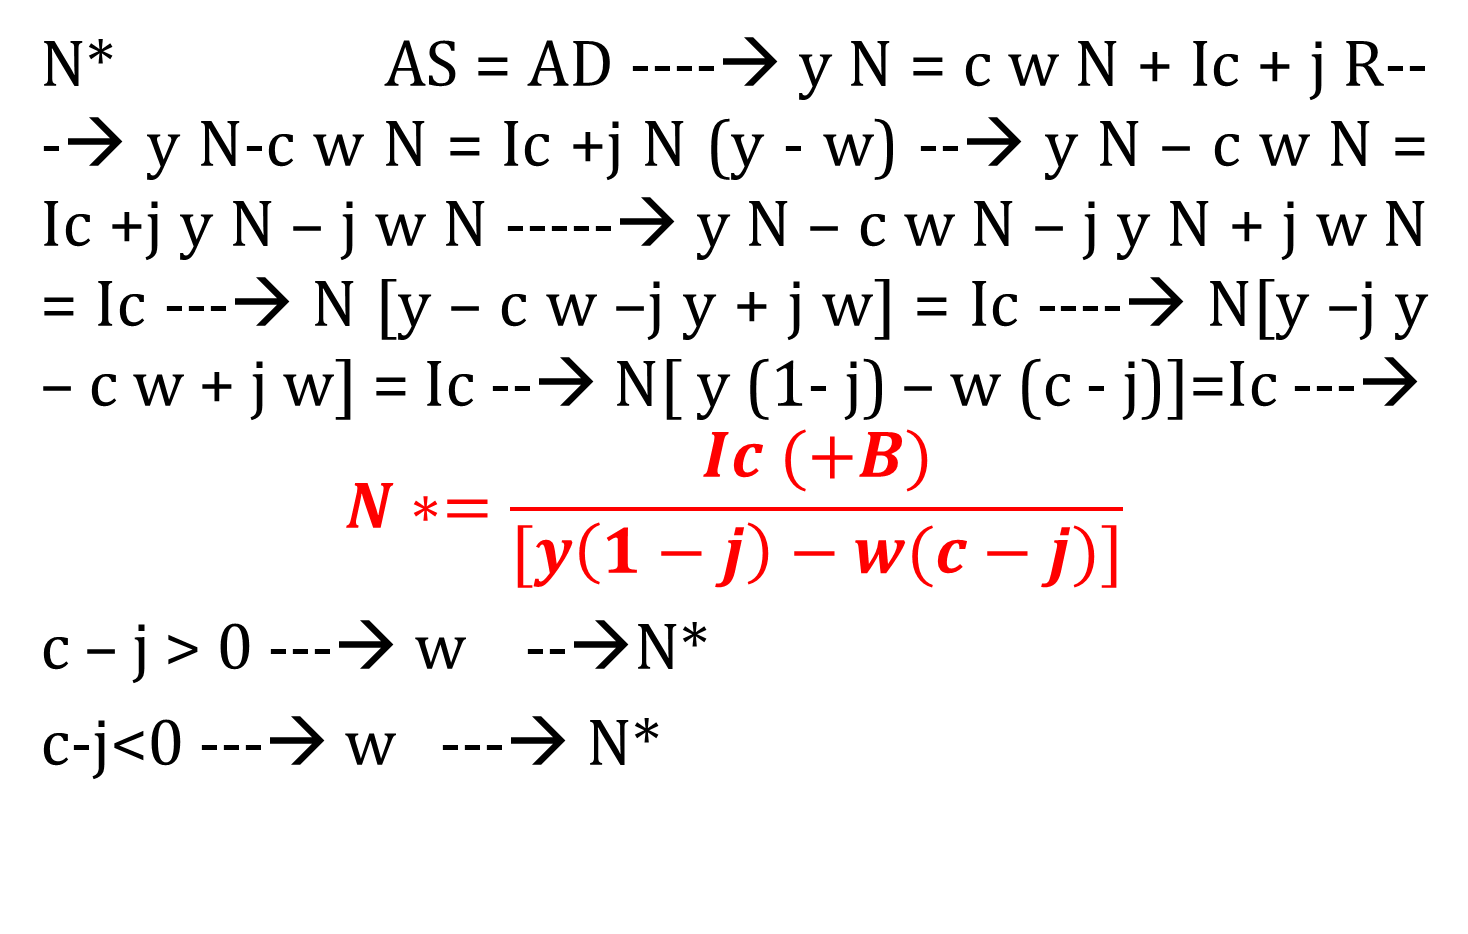 N* AS = AD ----→ y N = c w N + Ic + j R--
-→ y N-c w N = Ic +j N (y - w) --→ y N – c w N =
Ic +j y N – j w N -----→ y N – c w N – j y N + j w N
= Ic ---→ N [y – c w –j y + j w] = Ic ----→ N[y –j y
– c w + j w] = Ic --→ N[ y (1- j) – w (c - j)]=Ic ---→
Ic (+B)
N *=
[y(1 − j) − w(c − j)]
c – j > 0 ---→ w --→N*
c-j<0 ---→ w ---→ N*